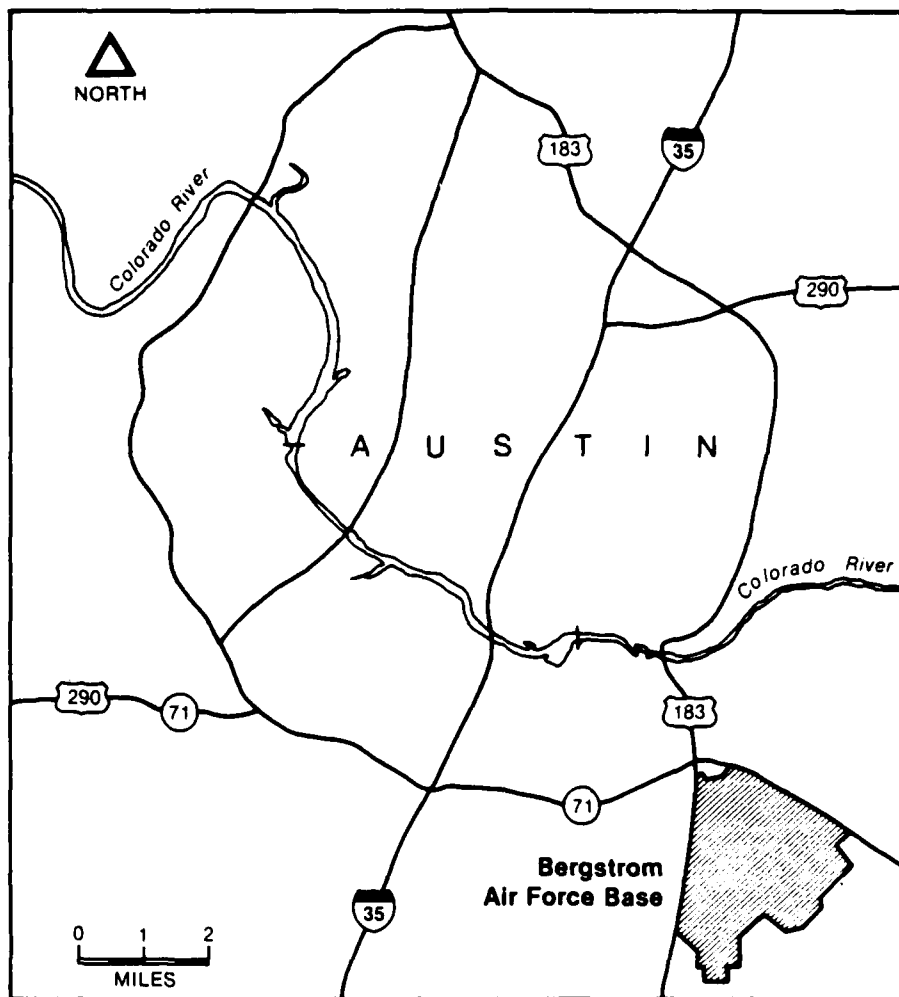 NORTH
183
35
Colorado River
290
A U S T I N
Colorado River
290
71
183
71
Bergstrom
Air Force Base
35
0 1 2
MILES